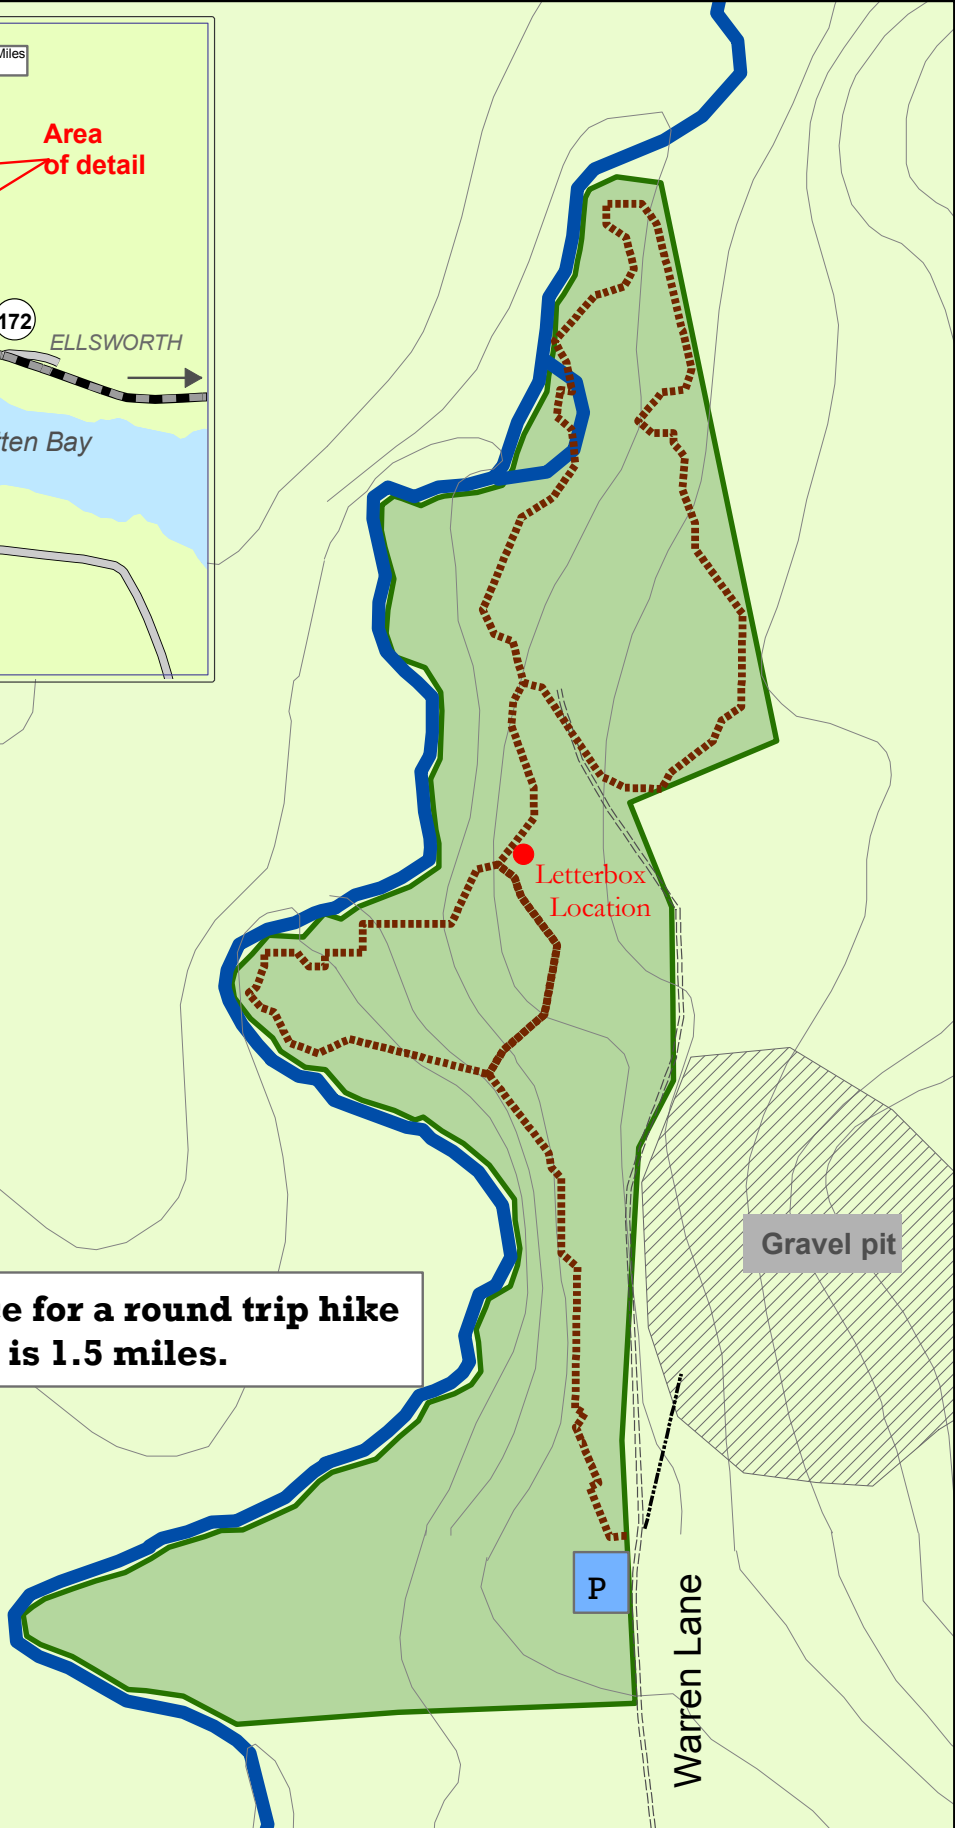 Miles
Area
of detail
172
ELLSWORTH
ten Bay
Letterbox
Location
Gravel pit
e for a round trip hike
is 1.5 miles.
P
Warren Lane